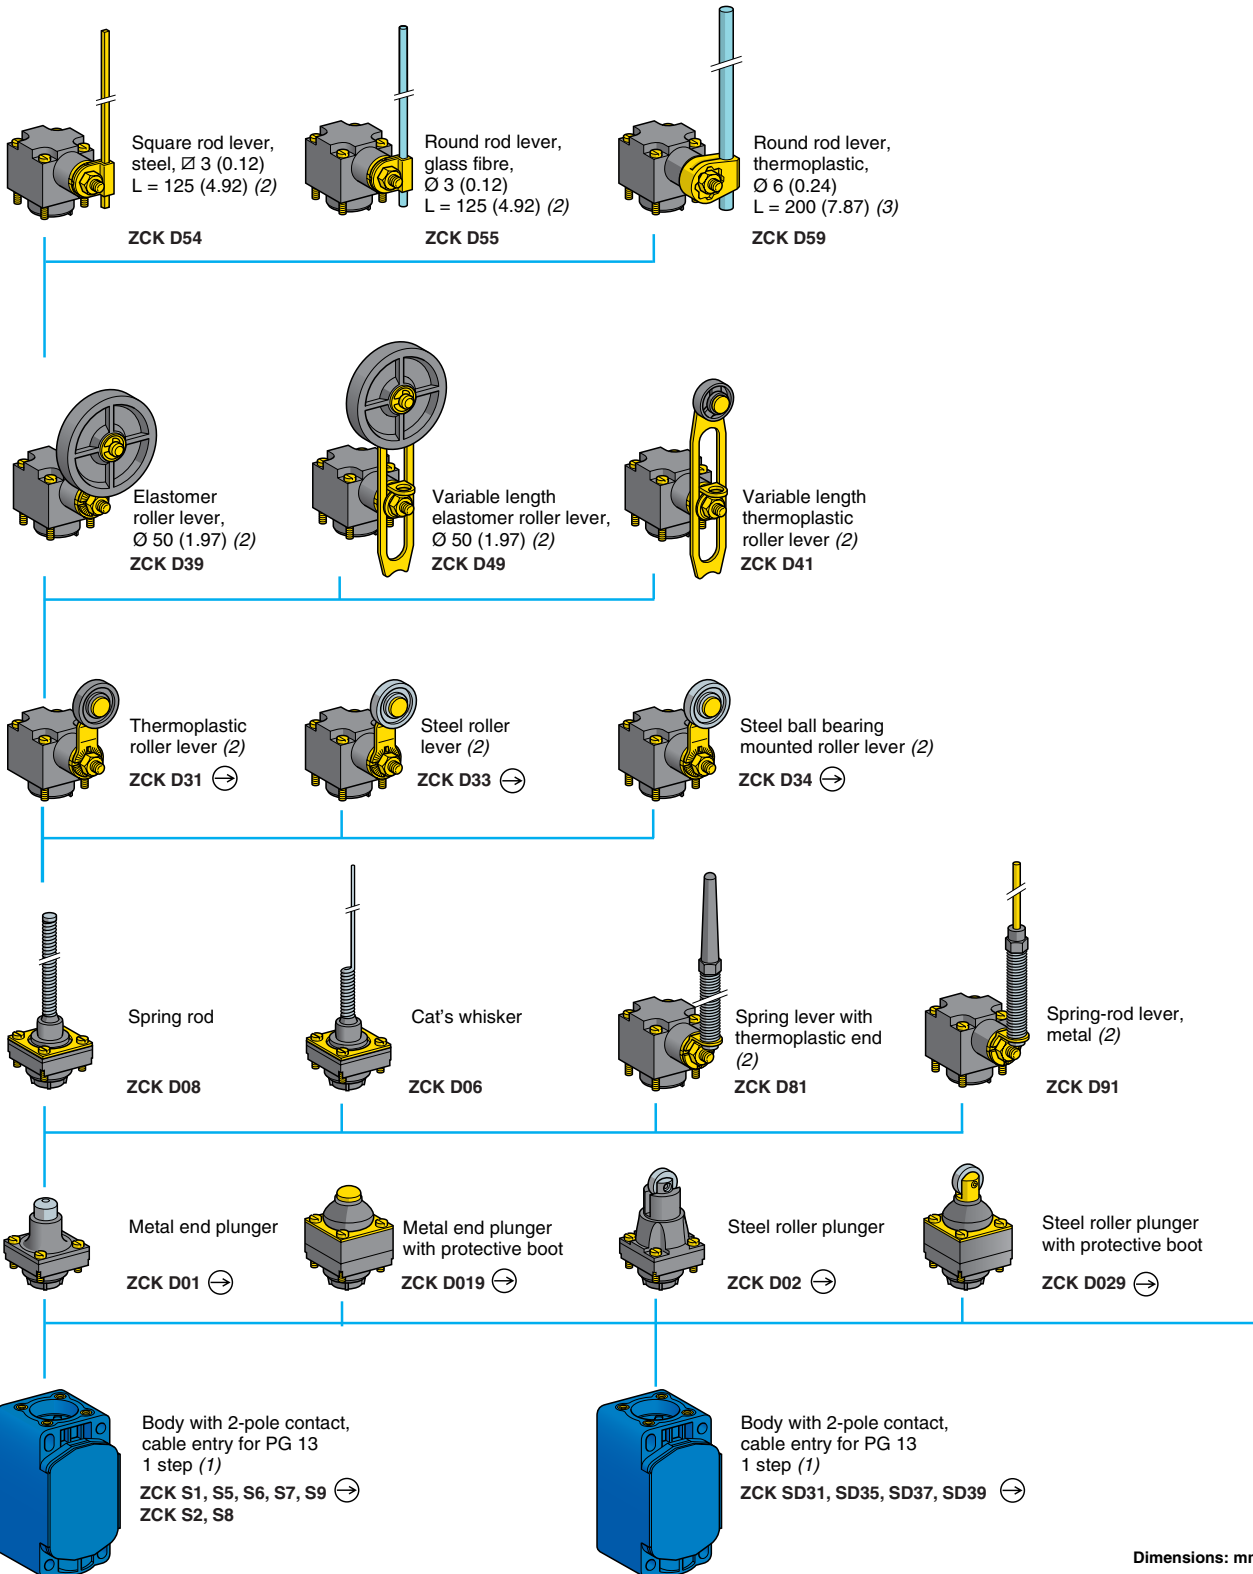 Square rod lever,
steel, ⍁ 3 (0.12)
L = 125 (4.92) (2)
ZCK D54
Round rod lever,
glass fibre,
Ø 3 (0.12)
L = 125 (4.92) (2)
ZCK D55
Round rod lever,
thermoplastic,
Ø 6 (0.24)
L = 200 (7.87) (3)
ZCK D59
Elastomer
roller lever,
Ø 50 (1.97) (2)
ZCK D39
Variable length
elastomer roller lever,
Ø 50 (1.97) (2)
ZCK D49
Variable length
thermoplastic
roller lever (2)
ZCK D41
Thermoplastic
roller lever (2)
ZCK D31
Steel roller
lever (2)
ZCK D33
Steel ball bearing
mounted roller lever (2)
ZCK D34
Spring rod
ZCK D08
Cat's whisker
ZCK D06
Spring lever with
thermoplastic end
(2)
ZCK D81
Spring-rod lever,
metal (2)
ZCK D91
Metal end plunger
ZCK D01
Metal end plunger
with protective boot
ZCK D019
Steel roller plunger
ZCK D02
Steel roller plunger
with protective boot
ZCK D029
Body with 2-pole contact,
cable entry for PG 13
1 step (1)
ZCK S1, S5, S6, S7, S9
ZCK S2, S8
Body with 2-pole contact,
cable entry for PG 13
1 step (1)
ZCK SD31, SD35, SD37, SD39
Dimensions: mm